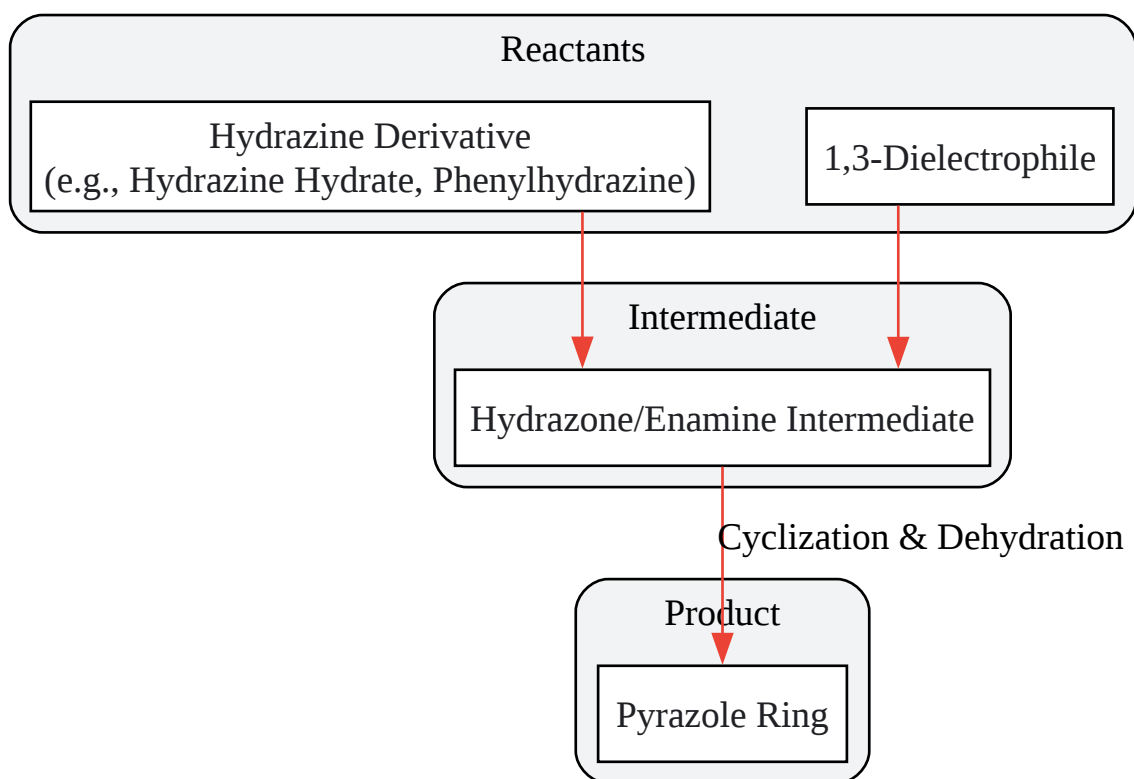 Reactants
Hydrazine Derivative
(e.g., Hydrazine Hydrate, Phenylhydrazine)
1,3-Dielectrophile
Intermediate
Hydrazone/Enamine Intermediate
Cyclization & Dehydration
Product
Pyrazole Ring